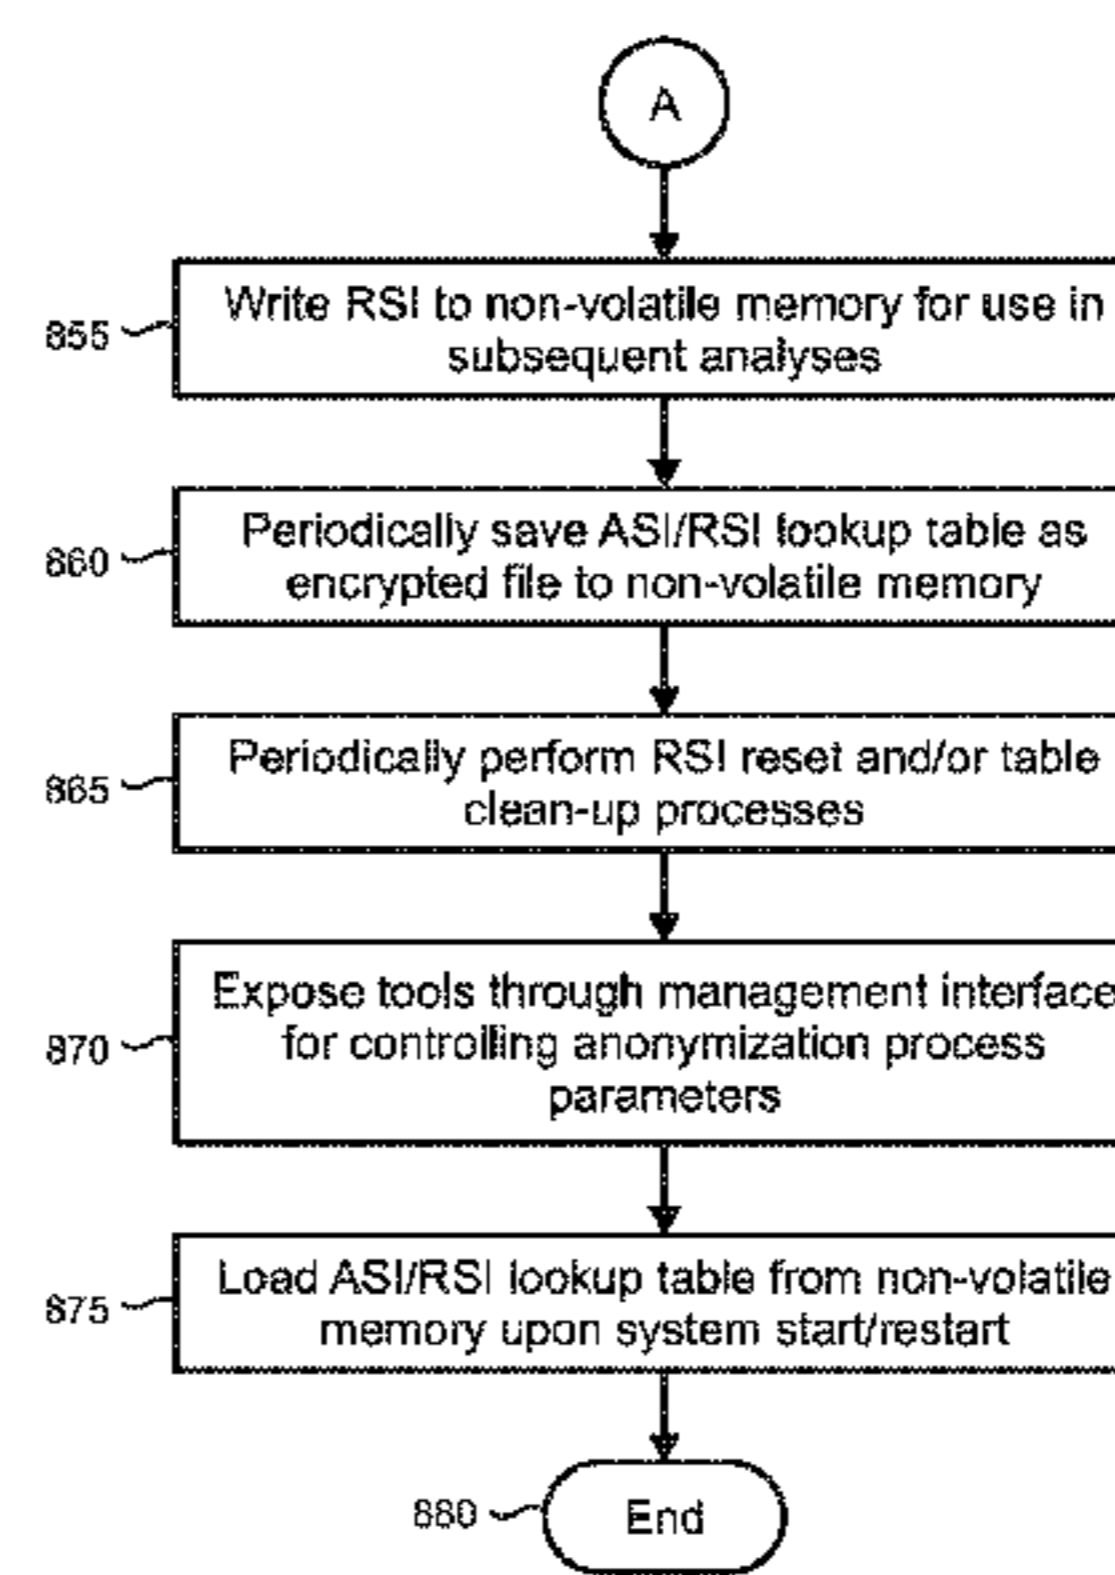 A
855
Write RSI to non-volatile memory for use in
subsequent analyses
860
Periodically save ASI/RSI lookup table as
encrypted file to non-volatile memory
865
Periodically perform RSI reset and/or table
clean-up processes
870
Expose tools through management interface
for controlling anonymization process
parameters
875
Load ASI/RSI lookup table from non-volatile
memory upon system start/restart
880
End